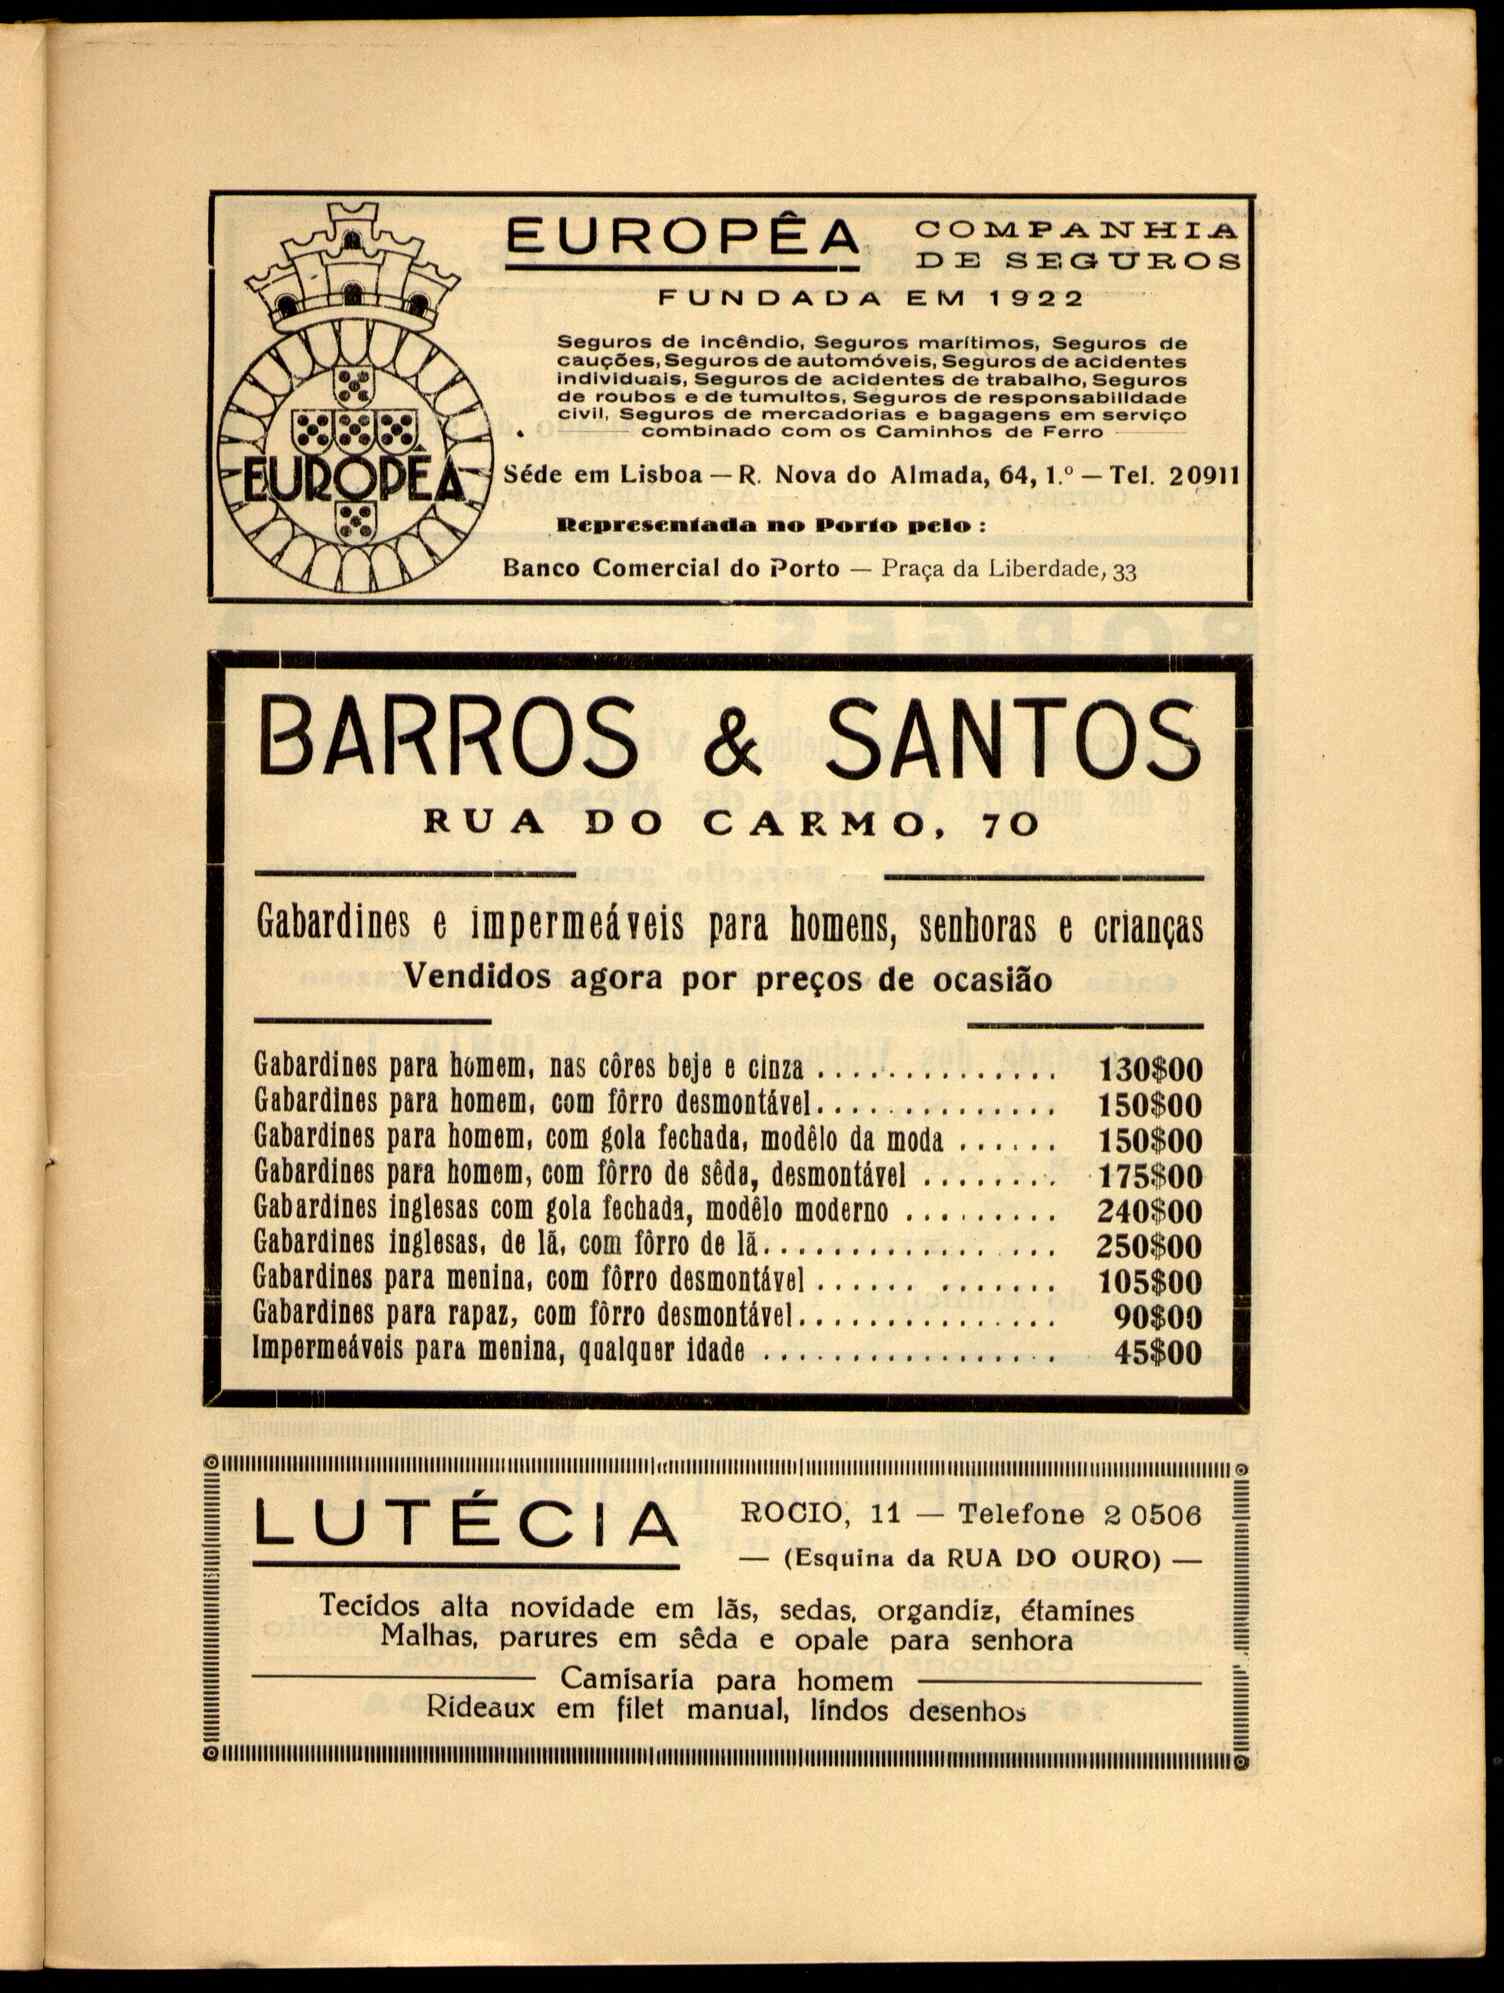 EUROPÊA
COMPANHIA
DE SEGUROS
FUNDADA EM 1922
Seguros de incêndio, Seguros marítimos, Seguros de
cauções, Seguros de automóveis, Seguros de acidentes
individuais, Seguros de acidentes de trabalho, Seguros
de roubos e de tumultos, Seguros de responsabilidade
civil, Seguros de mercadorias e bagagens em serviço
combinado com os Caminhos de Ferro
EUROPÊA
Séde em Lisboa — R. Nova do Almada, 64, 1.º — Tel. 20911
Representada no Porto pelo :
Banco Comercial do Porto — Praça da Liberdade, 33
BARROS & SANTOS
RUA DO CARMO, 70
Gabardines e impermeáveis para homens, senhoras e crianças
Vendidos agora por preços de ocasião
Gabardines para homem, nas côres beje e cinza .............. 130$00
Gabardines para homem, com fôrro desmontável.............. 150$00
Gabardines para homem, com gola fechada, modêlo da moda ...... 150$00
Gabardines para homem, com fôrro de sêda, desmontável ........ 175$00
Gabardines inglesas com gola fechada, modêlo moderno ......... 240$00
Gabardines inglesas, de lã, com fôrro de lã................. 250$00
Gabardines para menina, com fôrro desmontável ............. 105$00
Gabardines para rapaz, com fôrro desmontável............... 90$00
Impermeáveis para menina, qualquer idade ................. 45$00
LUTÉCIA
ROCIO, 11 — Telefone 2 0506
— (Esquina da RUA DO OURO) —
Tecidos alta novidade em lãs, sedas, organdiz, étamines
Malhas, parures em sêda e opale para senhora
Camisaria para homem
Rideaux em filet manual, lindos desenhos